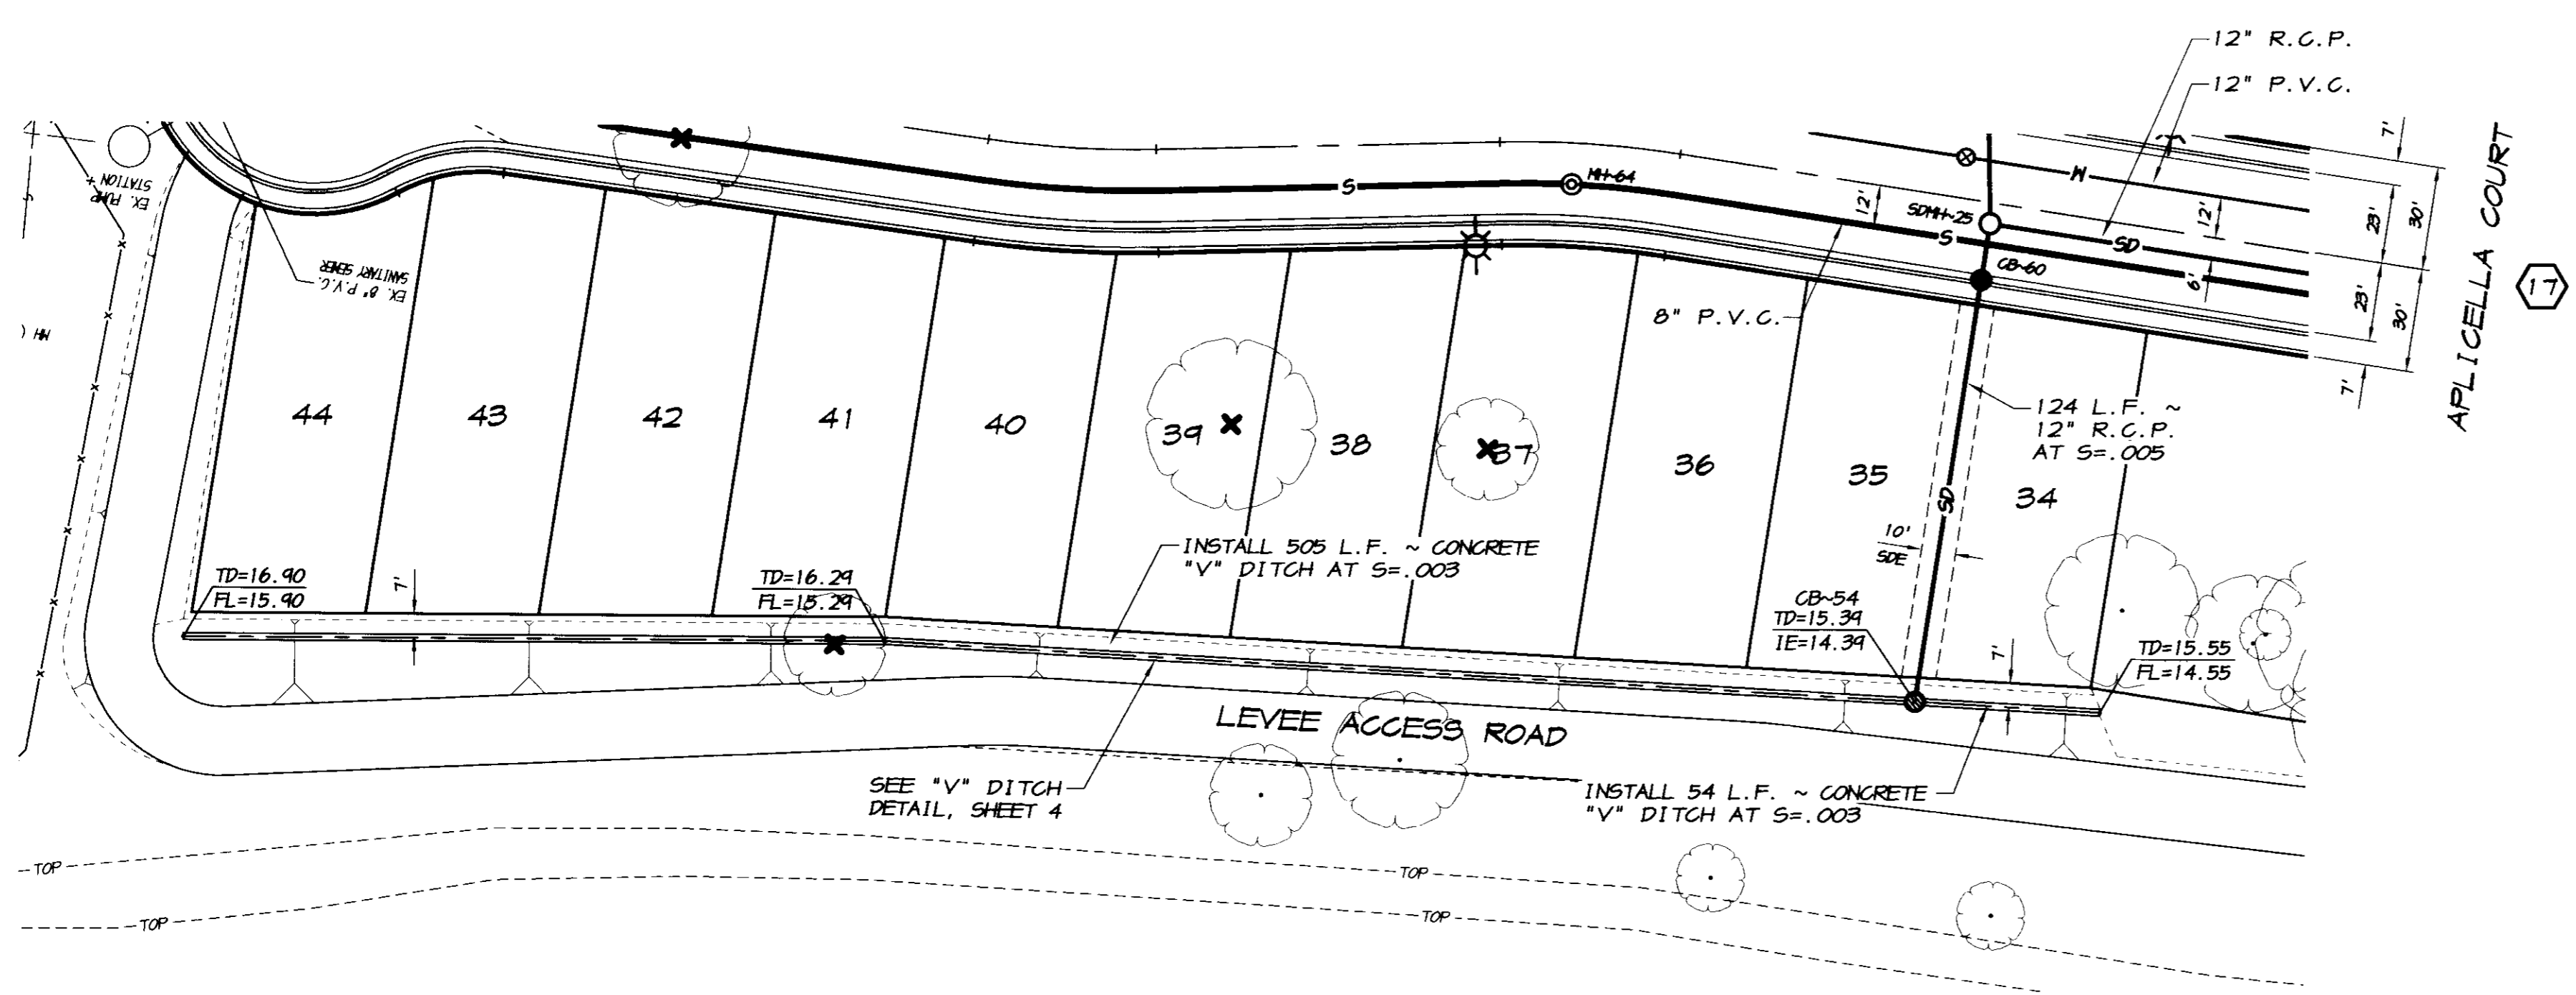 12" R.C.P.
12" P.V.C.
7'
APLICELLA COURT
17
EX. PUMP
STATION
EX. 8" P.V.C.
SANITARY SEWER
MH
S
MH~64
12'
SDMH~25
W
12'
23'
30'
S
SD
CB~60
6'
23'
30'
7'
8" P.V.C.
44
43
42
41
40
39
38
37
36
35
34
124 L.F. ~
12" R.C.P.
AT S=.005
SD
10'
SDE
INSTALL 505 L.F. ~ CONCRETE
"V" DITCH AT S=.003
TD=16.90
FL=15.90
7'
TD=16.29
FL=15.29
CB~54
TD=15.39
IE=14.39
7'
TD=15.55
FL=14.55
LEVEE ACCESS ROAD
SEE "V" DITCH
DETAIL, SHEET 4
INSTALL 54 L.F. ~ CONCRETE
"V" DITCH AT S=.003
TOP
TOP
TOP
TOP